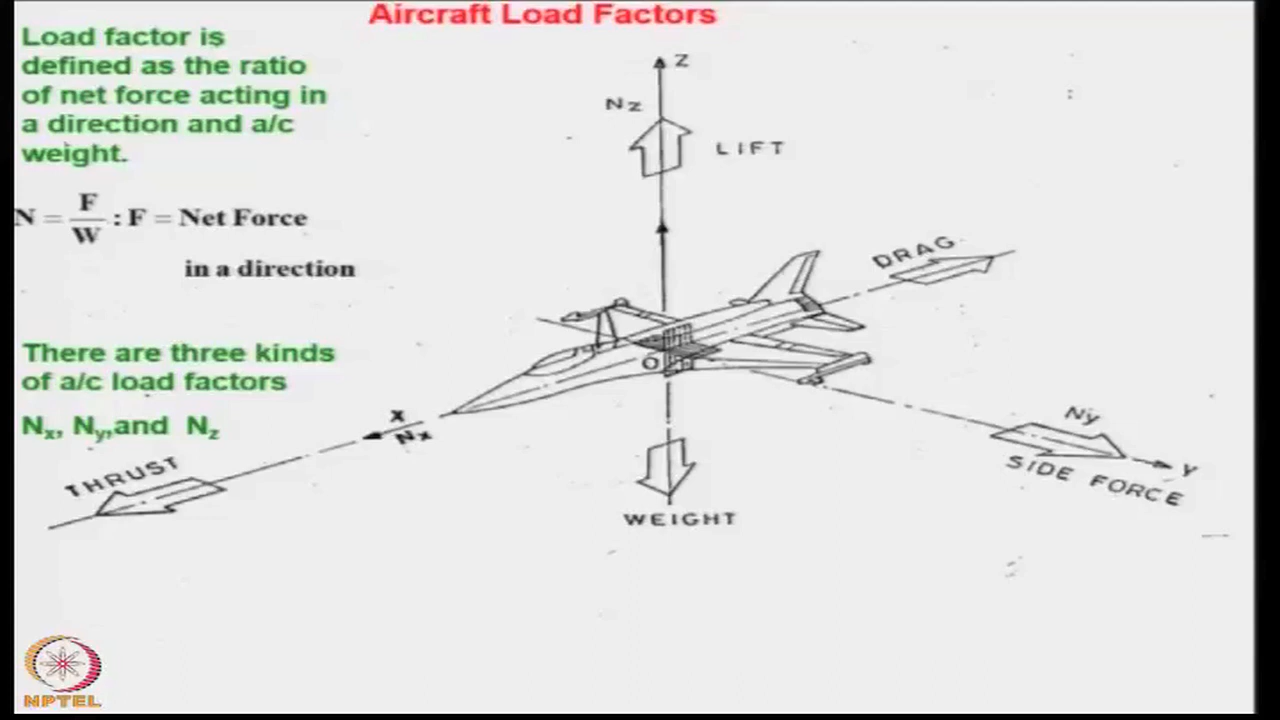 Aircraft Load Factors
Load factor is
defined as the ratio
of net force acting in
a direction and a/c
weight.
N = F/W : F = Net Force
in a direction
There are three kinds
of a/c load factors
Nx, Ny,and Nz
Z
Nz
LIFT
DRAG
O
X
Nx
THRUST
WEIGHT
Ny
Y
SIDE FORCE
NPTEL